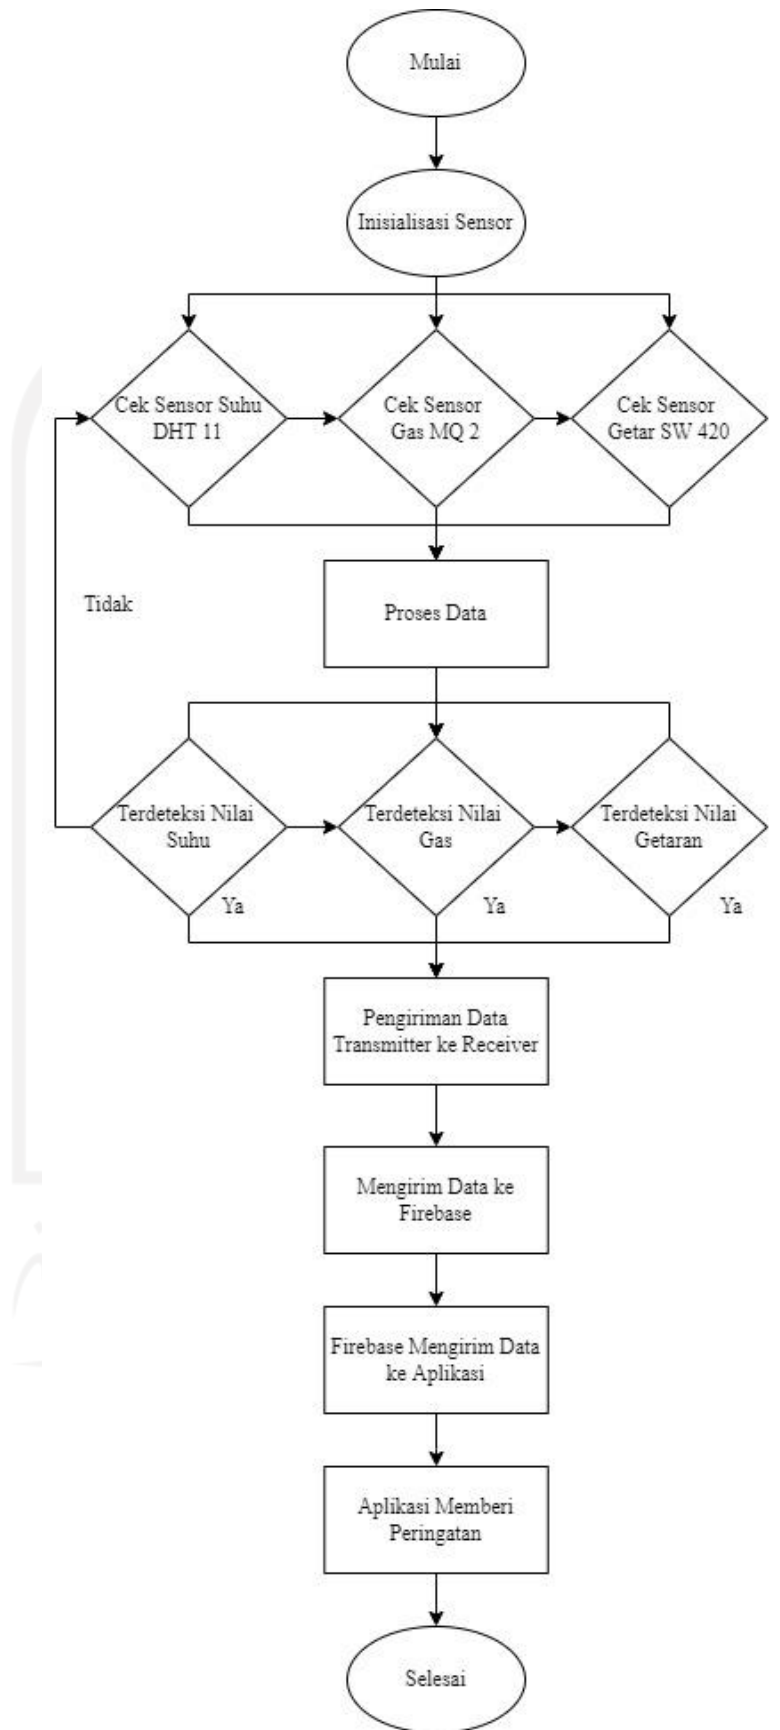 Mulai
Inisialisasi Sensor
Cek Sensor Suhu
DHT 11
Cek Sensor
Gas MQ 2
Cek Sensor
Getar SW 420
Tidak
Proses Data
Terdeteksi Nilai
Suhu
Terdeteksi Nilai
Gas
Terdeteksi Nilai
Getaran
Ya
Ya
Ya
Pengiriman Data
Transmitter ke Receiver
Mengirim Data ke
Firebase
Firebase Mengirim Data
ke Aplikasi
Aplikasi Memberi
Peringatan
Selesai